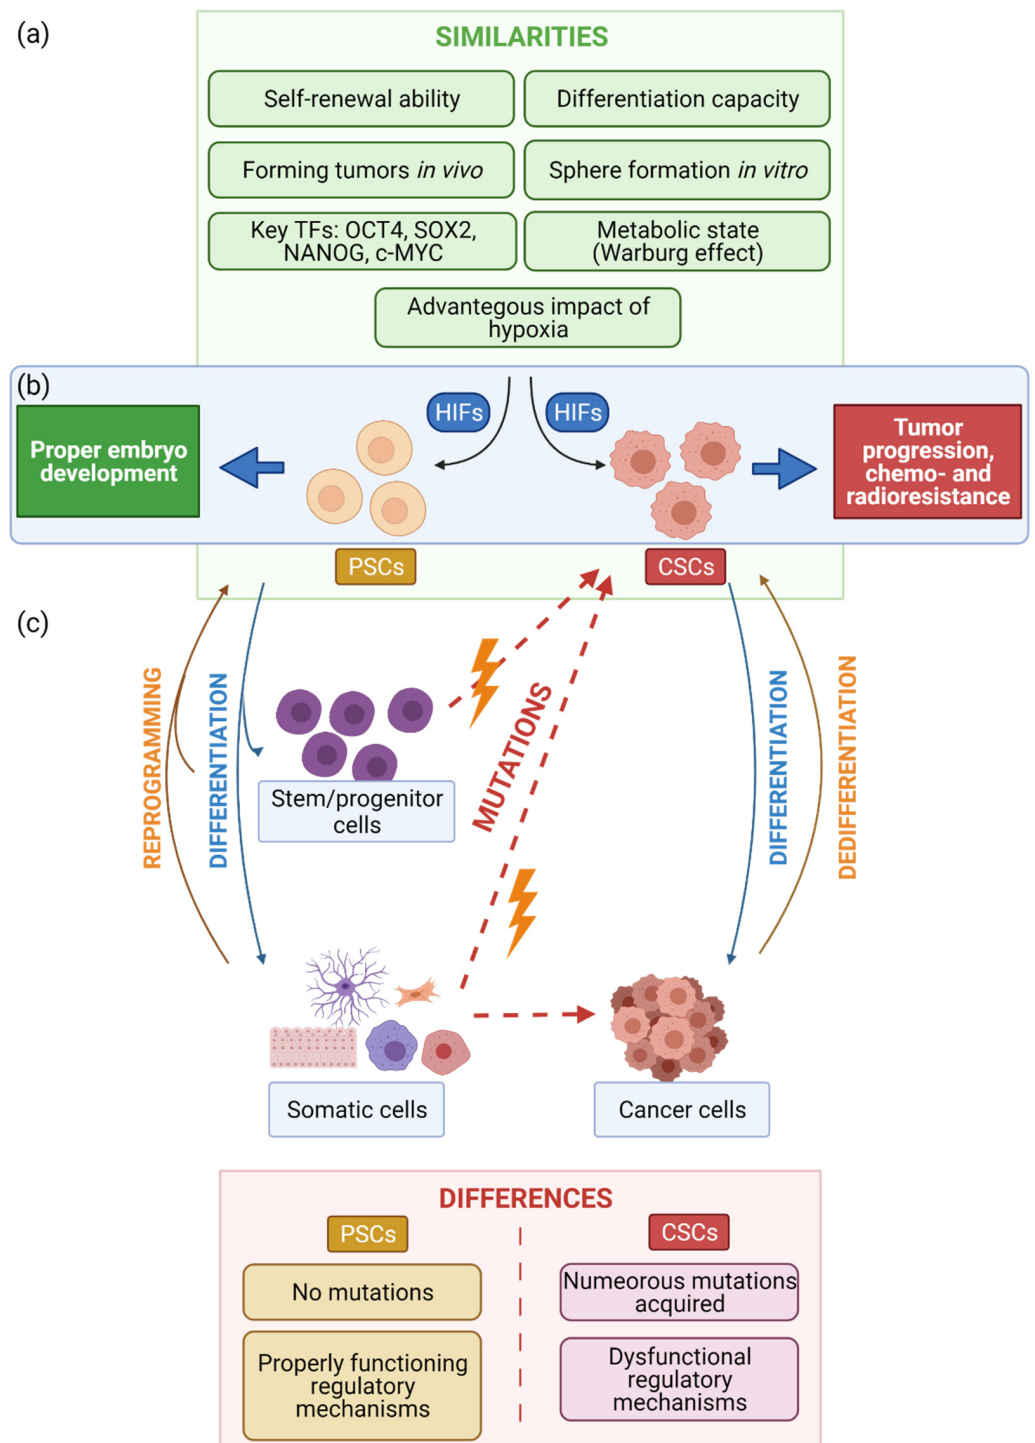 (a)
SIMILARITIES
Self-renewal ability
Differentiation capacity
Forming tumors in vivo
Sphere formation in vitro
Key TFs: OCT4, SOX2,
NANOG, c-MYC
Metabolic state
(Warburg effect)
Advantegous impact of
hypoxia
(b)
HIFs
HIFs
Proper embryo
development
Tumor
progression,
chemo- and
radioresistance
PSCs
CSCs
(c)
REPROGRAMMING
DIFFERENTIATION
Stem/progenitor
cells
MUTATIONS
DIFFERENTIATION
DEDIFFERENTIATION
Somatic cells
Cancer cells
DIFFERENCES
PSCs
CSCs
No mutations
Numeorous mutations
acquired
Properly functioning
regulatory
mechanisms
Dysfunctional
regulatory
mechanisms